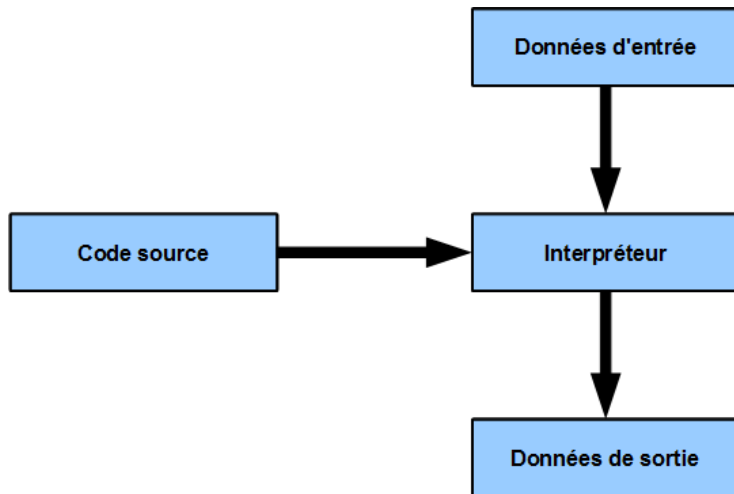 Données d'entrée
Code source
Interpréteur
Données de sortie